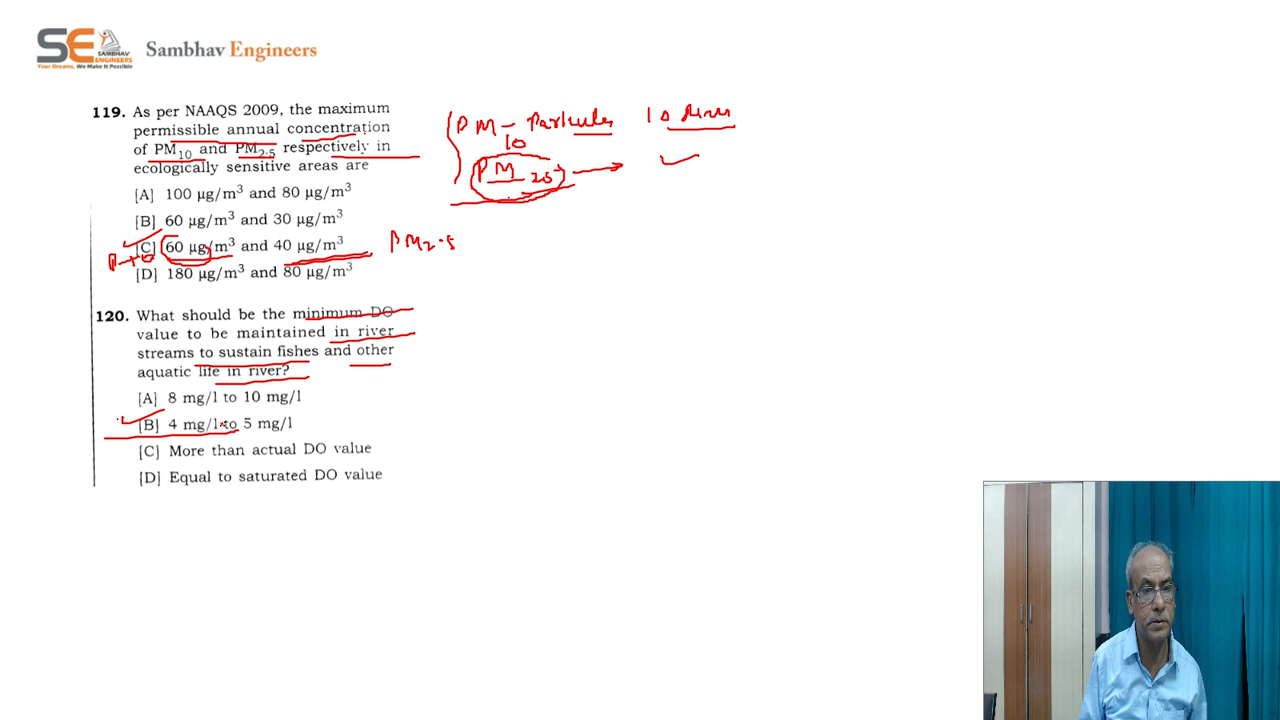 SE
SAMBHAV
ENGINEERS
Your Dreams, We Make It Possible
Sambhav Engineers
119. As per NAAQS 2009, the maximum
permissible annual concentration
of PM10 and PM2.5 respectively in
ecologically sensitive areas are
[A] 100 μg/m³ and 80 μg/m³
[B] 60 μg/m³ and 30 μg/m³
[C] 60 μg/m³ and 40 μg/m³
[D] 180 μg/m³ and 80 μg/m³
PM – Particules 10
10
PM
PM2.5
120. What should be the minimum DO
value to be maintained in river
streams to sustain fishes and other
aquatic life in river?
[A] 8 mg/l to 10 mg/l
[B] 4 mg/l to 5 mg/l
[C] More than actual DO value
[D] Equal to saturated DO value